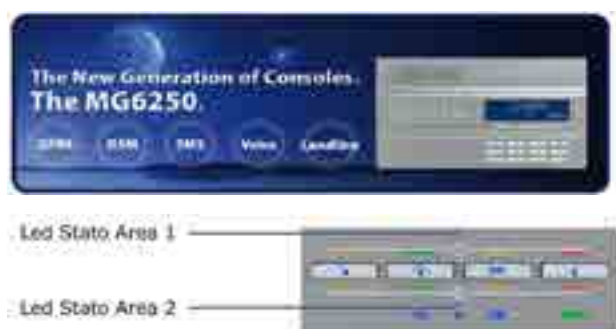 The New Generation of Consoles.
The MG6250.
GPRS GSM SMS Voice Landline
Led Stato Area 1
Led Stato Area 2